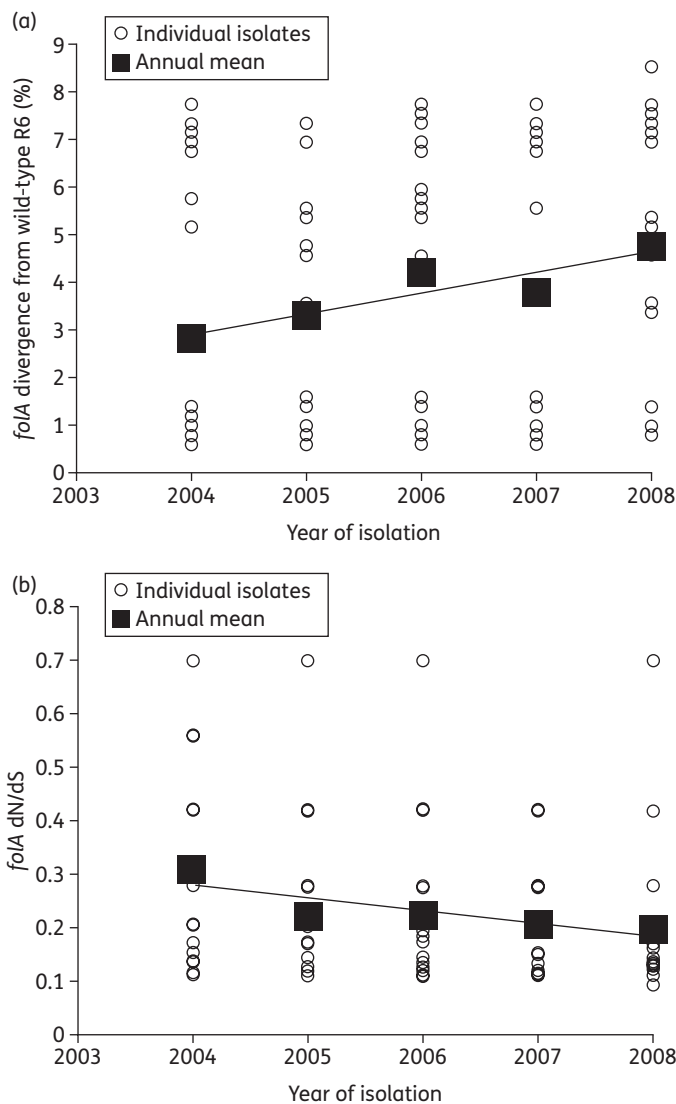 (a)
Individual isolates
Annual mean
9
8
7
6
5
4
3
2
1
0
folA divergence from wild-type R6 (%)
2003 2004 2005 2006 2007 2008
Year of isolation
(b)
Individual isolates
Annual mean
0.8
0.7
0.6
0.5
0.4
0.3
0.2
0.1
0
folA dN/dS
2003 2004 2005 2006 2007 2008
Year of isolation